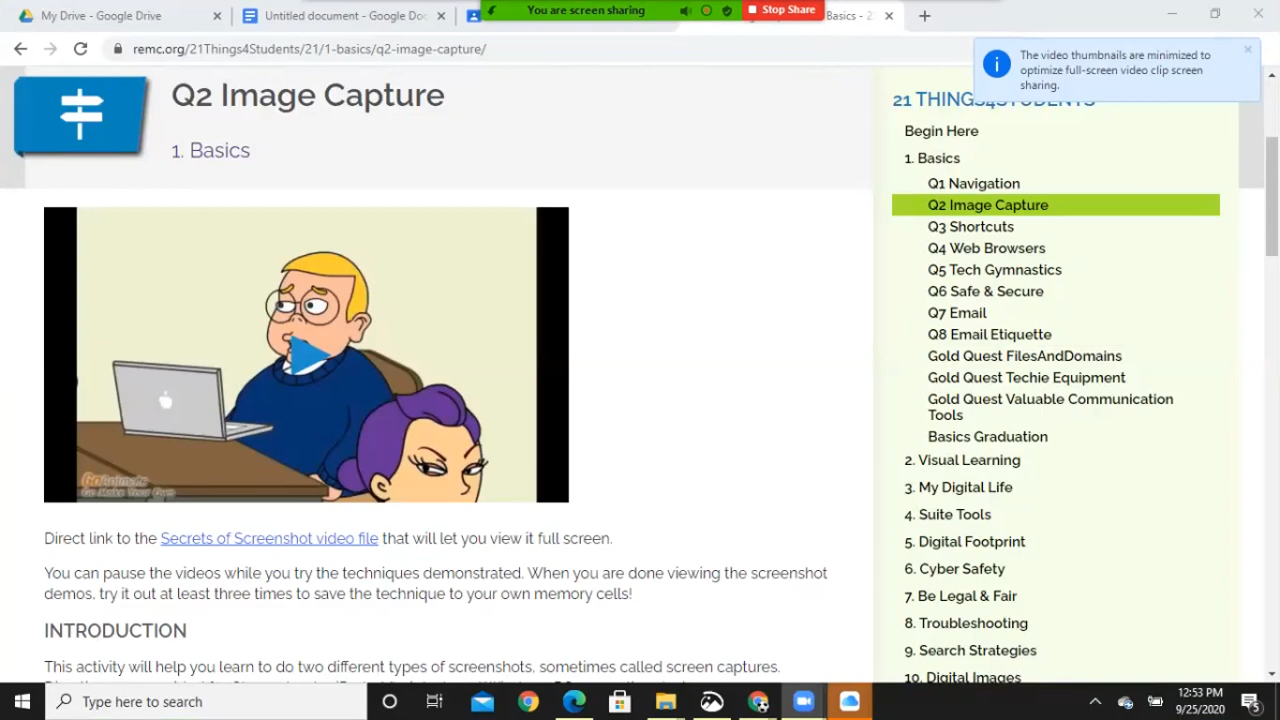 My Drive - Google Drive
Untitled document - Google Doc
You are screen sharing
Stop Share
Basics - 2
remc.org/21Things4Students/21/1-basics/q2-image-capture/
The video thumbnails are minimized to
optimize full-screen video clip screen
sharing.
Q2 Image Capture
1. Basics
GoAnimate
Go Make Your Own
Direct link to the Secrets of Screenshot video file that will let you view it full screen.
You can pause the videos while you try the techniques demonstrated. When you are done viewing the screenshot
demos, try it out at least three times to save the technique to your own memory cells!
INTRODUCTION
This activity will help you learn to do two different types of screenshots, sometimes called screen captures.
21 THINGS4STUDENTS
Begin Here
1. Basics
Q1 Navigation
Q2 Image Capture
Q3 Shortcuts
Q4 Web Browsers
Q5 Tech Gymnastics
Q6 Safe & Secure
Q7 Email
Q8 Email Etiquette
Gold Quest FilesAndDomains
Gold Quest Techie Equipment
Gold Quest Valuable Communication
Tools
Basics Graduation
2. Visual Learning
3. My Digital Life
4. Suite Tools
5. Digital Footprint
6. Cyber Safety
7. Be Legal & Fair
8. Troubleshooting
9. Search Strategies
10. Digital Images
Type here to search
12:53 PM
9/25/2020
5